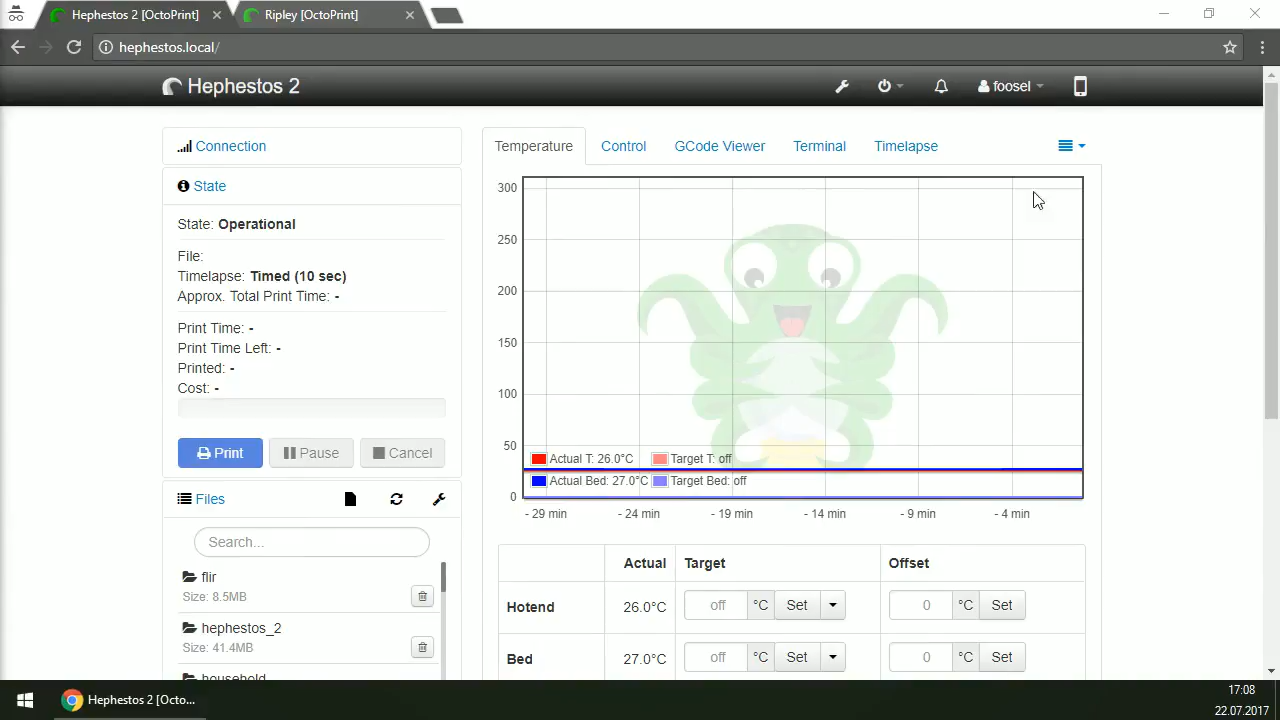 Hephestos 2 [OctoPrint]
Ripley [OctoPrint]
hephestos.local/
Hephestos 2
foosel
Connection
State
State: Operational
File:
Timelapse: Timed (10 sec)
Approx. Total Print Time: -
Print Time: -
Print Time Left: -
Printed: -
Cost: -
Print
Pause
Cancel
Files
Search...
flir
Size: 8.5MB
hephestos_2
Size: 41.4MB
household
Temperature
Control
GCode Viewer
Terminal
Timelapse
300
250
200
150
100
50
0
Actual T: 26.0°C
Target T: off
Actual Bed: 27.0°C
Target Bed: off
- 29 min
- 24 min
- 19 min
- 14 min
- 9 min
- 4 min
Actual
Target
Offset
Hotend
26.0°C
off
°C
Set
0
°C
Set
Bed
27.0°C
off
°C
Set
0
°C
Set
Hephestos 2 [Octo...
17:08
22.07.2017